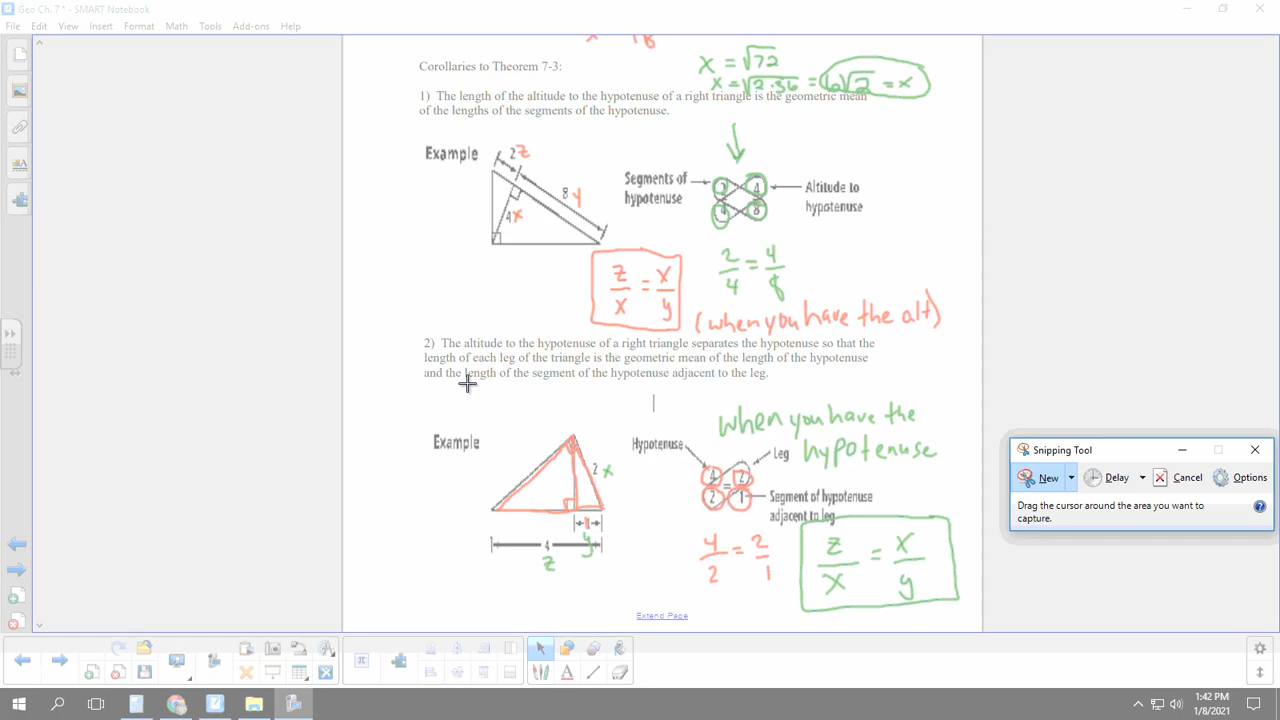 Geo Ch. 7 * - SMART Notebook
File Edit View Insert Format Math Tools Add-ons Help
x 18
Corollaries to Theorem 7-3:
x = √72
x = √2·36 = 6√2 = x
1) The length of the altitude to the hypotenuse of a right triangle is the geometric mean
of the lengths of the segments of the hypotenuse.
Example
2 z
8 y
4 x
Segments of
hypotenuse
2 4
4 8
Altitude to
hypotenuse
2/4 = 4/8
z/x = x/y
(when you have the alt)
2) The altitude to the hypotenuse of a right triangle separates the hypotenuse so that the
length of each leg of the triangle is the geometric mean of the length of the hypotenuse
and the length of the segment of the hypotenuse adjacent to the leg.
when you have the
hypotenuse
Example
2 x
1
y
4
z
Hypotenuse
Leg
4 = 2
2 1
Segment of hypotenuse
adjacent to leg
4/2 = 2/1
z/x = x/y
Extend Page
Snipping Tool
New Delay Cancel Options
Drag the cursor around the area you want to
capture.
1:42 PM
1/8/2021